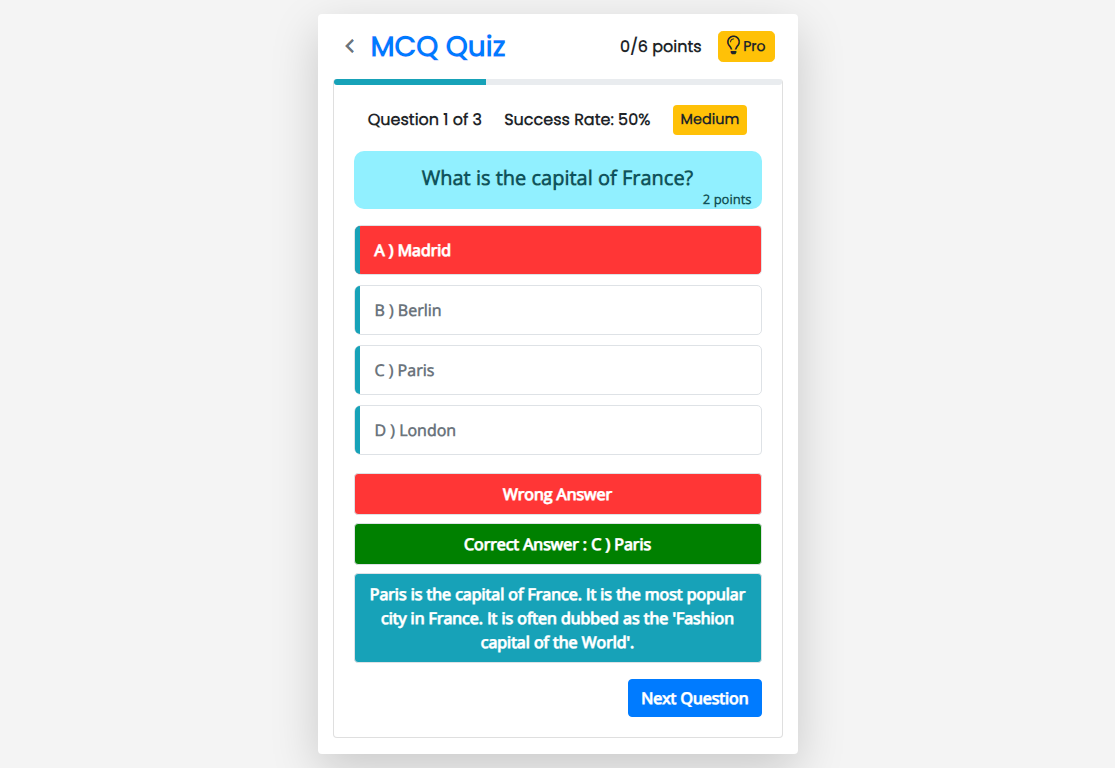 MCQ Quiz
0/6 points
Pro
Question 1 of 3
Success Rate: 50%
Medium
What is the capital of France?
2 points
A ) Madrid
B ) Berlin
C ) Paris
D ) London
Wrong Answer
Correct Answer : C ) Paris
Paris is the capital of France. It is the most popular
city in France. It is often dubbed as the 'Fashion
capital of the World'.
Next Question